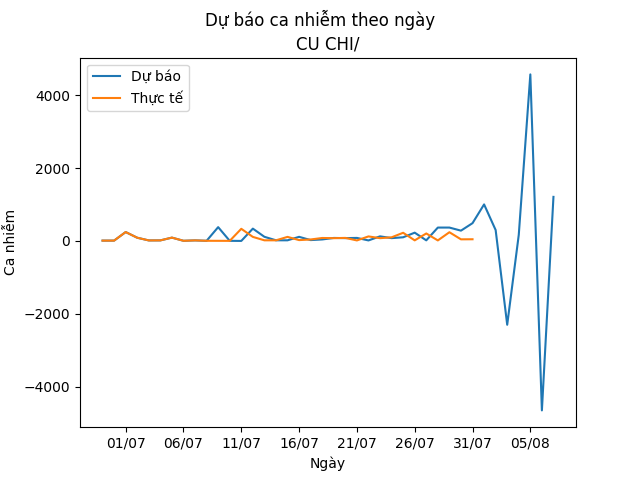 Dự báo ca nhiễm theo ngày
CU CHI/
Dự báo
Thực tế
Ca nhiễm
4000
2000
0
−2000
−4000
01/07
06/07
11/07
16/07
21/07
26/07
31/07
05/08
Ngày